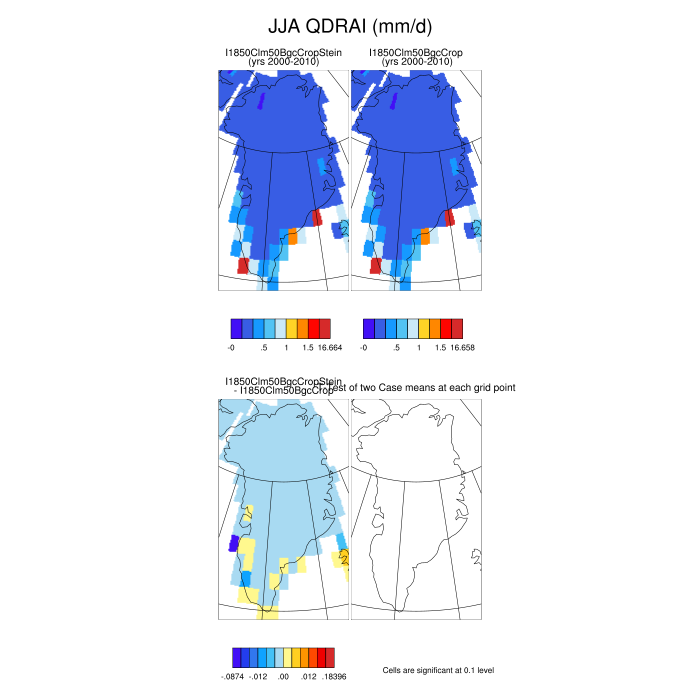 JJA QDRAI (mm/d)
I1850Clm50BgcCropStein
(yrs 2000-2010)
I1850Clm50BgcCrop
(yrs 2000-2010)
-0 .5 1 1.5 16.664
-0 .5 1 1.5 16.658
I1850Clm50BgcCropStein
- I1850Clm50BgcCrop
Test of two Case means at each grid point
-.0874 -.012 .00 .012 .18396
Cells are significant at 0.1 level